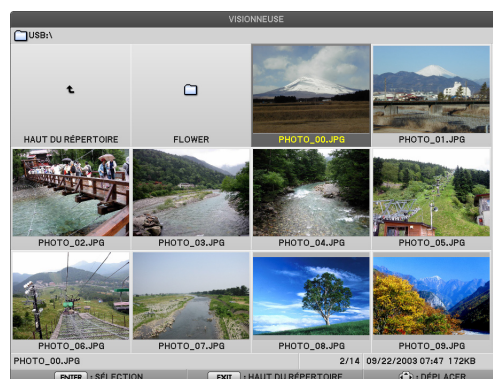 VISIONNEUSE
USB:\
HAUT DU RÉPERTOIRE FLOWER PHOTO_00.JPG PHOTO_01.JPG
PHOTO_02.JPG PHOTO_03.JPG PHOTO_04.JPG PHOTO_05.JPG
PHOTO_06.JPG PHOTO_07.JPG PHOTO_08.JPG PHOTO_09.JPG
PHOTO_00.JPG 2/14 09/22/2003 07:47 172KB
ENTER : SÉLECTION EXIT : HAUT DU RÉPERTOIRE : DÉPLACER